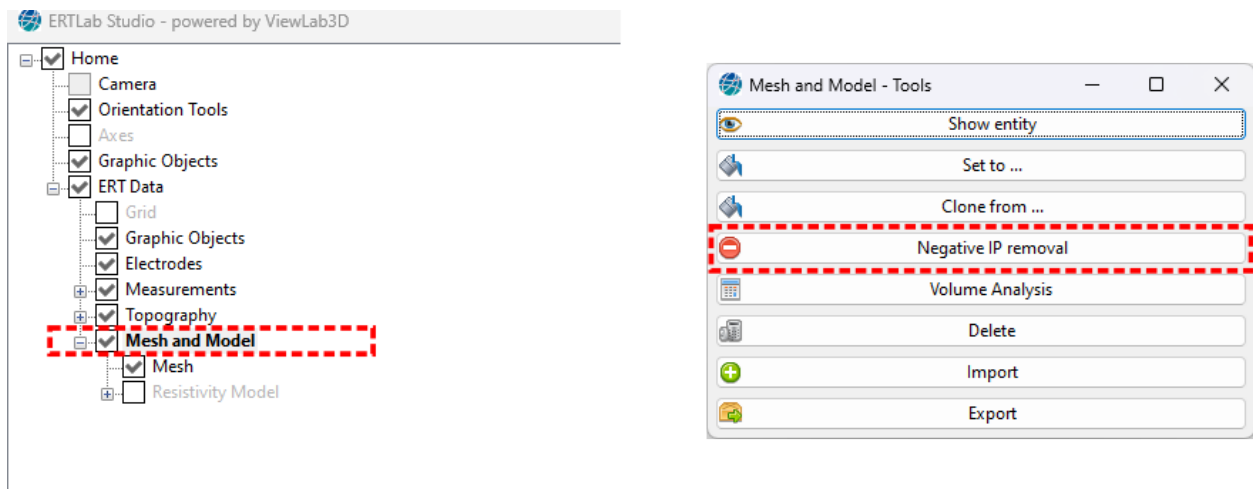 ERTLab Studio - powered by ViewLab3D
Home
Camera
Orientation Tools
Axes
Graphic Objects
ERT Data
Grid
Graphic Objects
Electrodes
Measurements
Topography
Mesh and Model
Mesh
Resistivity Model
Mesh and Model - Tools
Show entity
Set to ...
Clone from ...
Negative IP removal
Volume Analysis
Delete
Import
Export